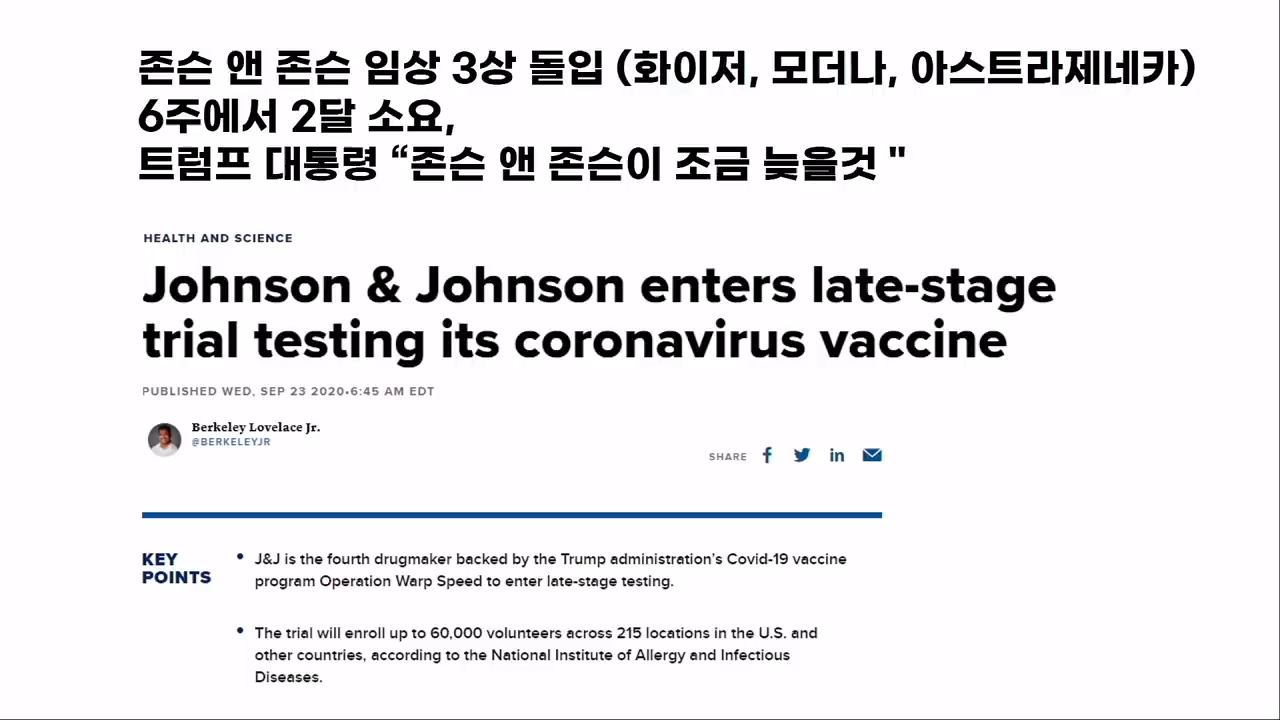 존슨 앤 존슨 임상 3상 돌입 (화이저, 모더나, 아스트라제네카)
6주에서 2달 소요,
트럼프 대통령 “존슨 앤 존슨이 조금 늦을것 "
HEALTH AND SCIENCE
Johnson & Johnson enters late-stage
trial testing its coronavirus vaccine
PUBLISHED WED, SEP 23 2020•6:45 AM EDT
Berkeley Lovelace Jr.
@BERKELEYJR
SHARE
KEY
POINTS
• J&J is the fourth drugmaker backed by the Trump administration’s Covid-19 vaccine
program Operation Warp Speed to enter late-stage testing.
• The trial will enroll up to 60,000 volunteers across 215 locations in the U.S. and
other countries, according to the National Institute of Allergy and Infectious
Diseases.